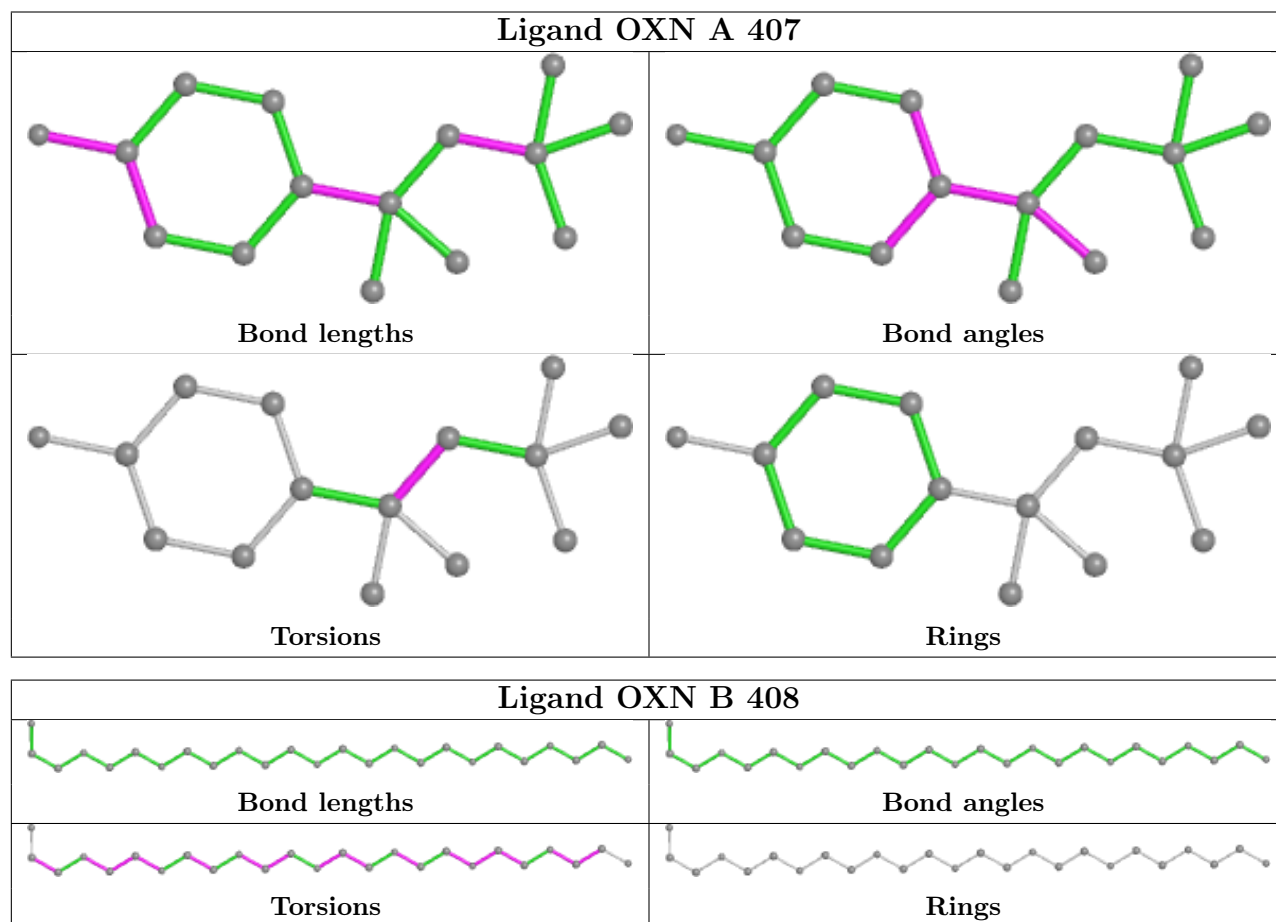 Ligand OXN A 407
Bond lengths
Bond angles
Torsions
Rings
Ligand OXN B 408
Bond lengths
Bond angles
Torsions
Rings